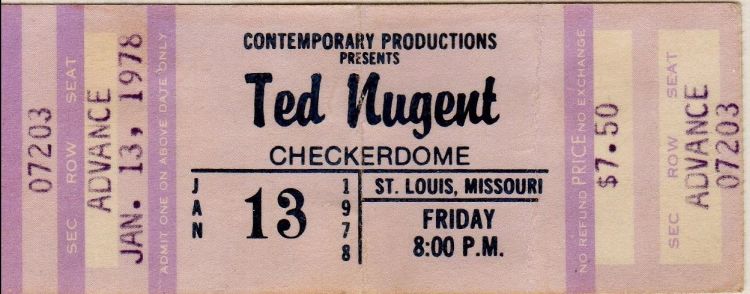 07203
SEC ROW SEAT
ADVANCE
JAN. 13, 1978
ADMIT ONE ON ABOVE DATE ONLY
CONTEMPORARY PRODUCTIONS
PRESENTS
Ted Nugent
CHECKERDOME
JAN 13 1978
ST. LOUIS, MISSOURI
FRIDAY
8:00 P.M.
NO REFUND PRICE NO EXCHANGE
$7.50
SEC ROW SEAT
ADVANCE
07203